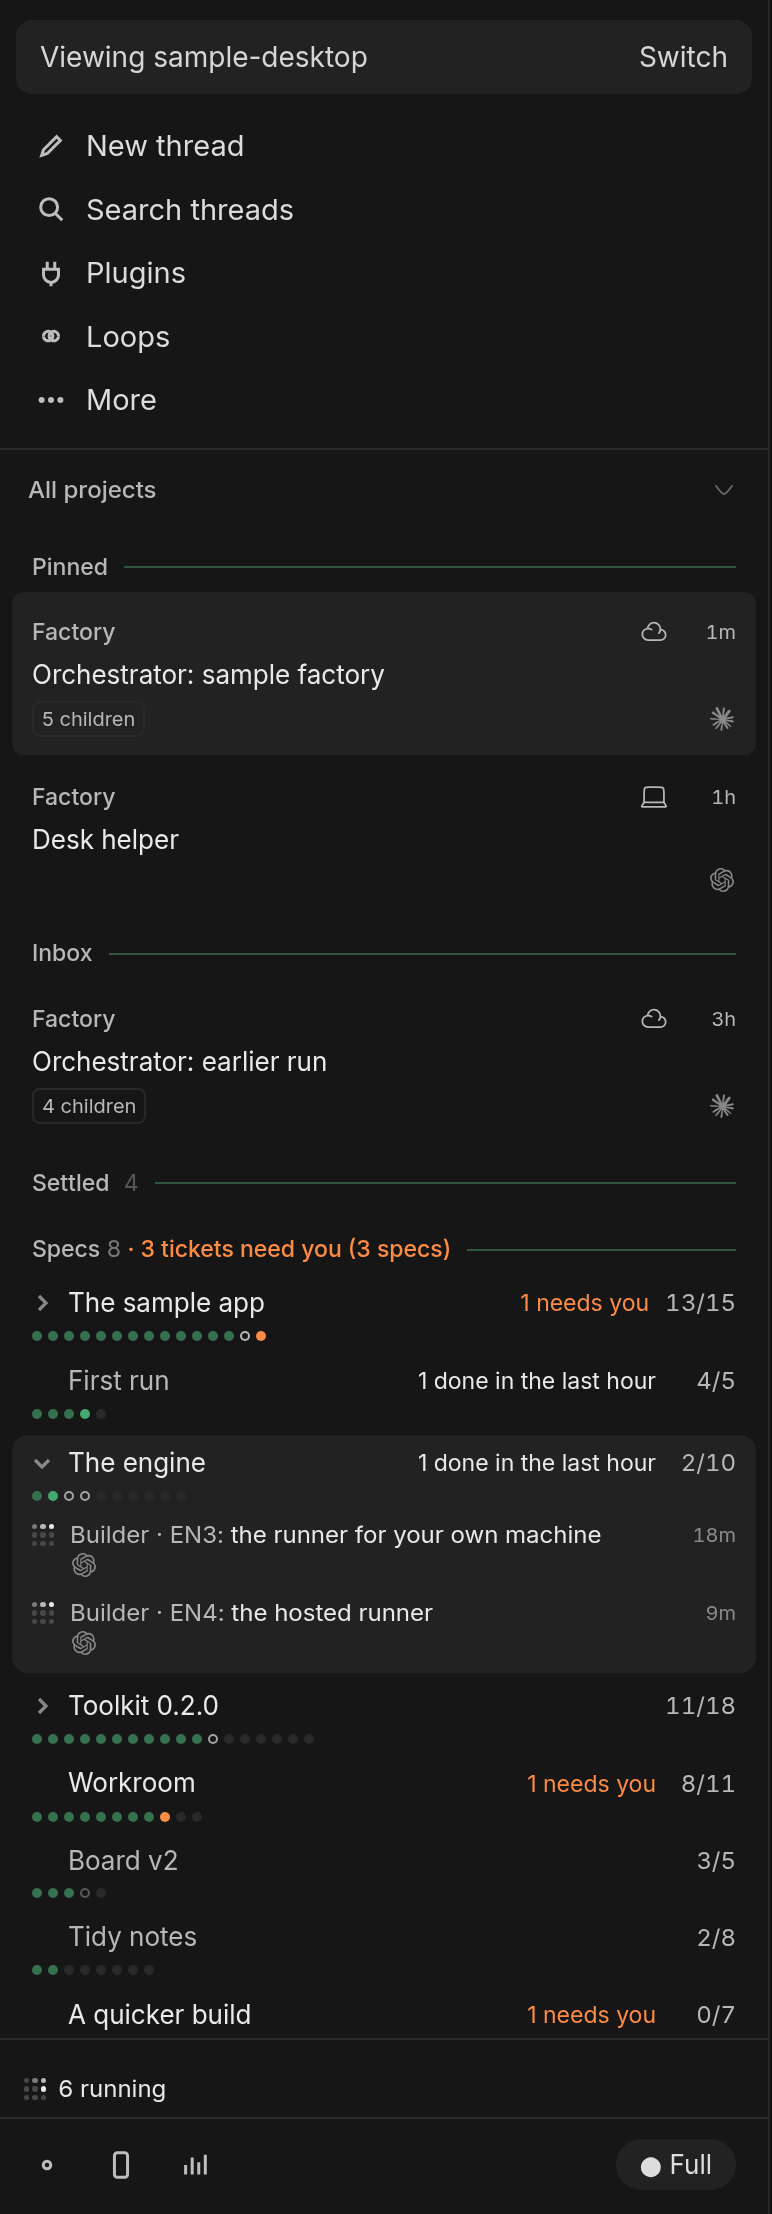 Viewing sample-desktop Switch
New thread
Search threads
Plugins
Loops
More
All projects
Pinned
Factory 1m
Orchestrator: sample factory
5 children
Factory 1h
Desk helper
Inbox
Factory 3h
Orchestrator: earlier run
4 children
Settled 4
Specs 8 · 3 tickets need you (3 specs)
The sample app 1 needs you 13/15
First run 1 done in the last hour 4/5
The engine 1 done in the last hour 2/10
Builder · EN3: the runner for your own machine 18m
Builder · EN4: the hosted runner 9m
Toolkit 0.2.0 11/18
Workroom 1 needs you 8/11
Board v2 3/5
Tidy notes 2/8
A quicker build 1 needs you 0/7
6 running
Full